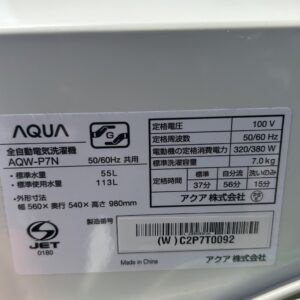 AQUA
G
全自動電気洗濯機
AQW-P7N 50/60Hz 共用
・標準水量 55L
・標準使用水量 113L
・外形寸法
幅 560× 奥行 540× 高さ 980mm
定格電圧 100 V
定格周波数 50/60 Hz
電動機の定格消費電力 320/380 W
標準洗濯容量 7.0kg
定格時間 標準 自分流 洗いのみ
37分 56分 15分
アクア 株式会社
S
JET
0180
製造番号
(W)C2P7T0092
Made in China アクア 株式会社